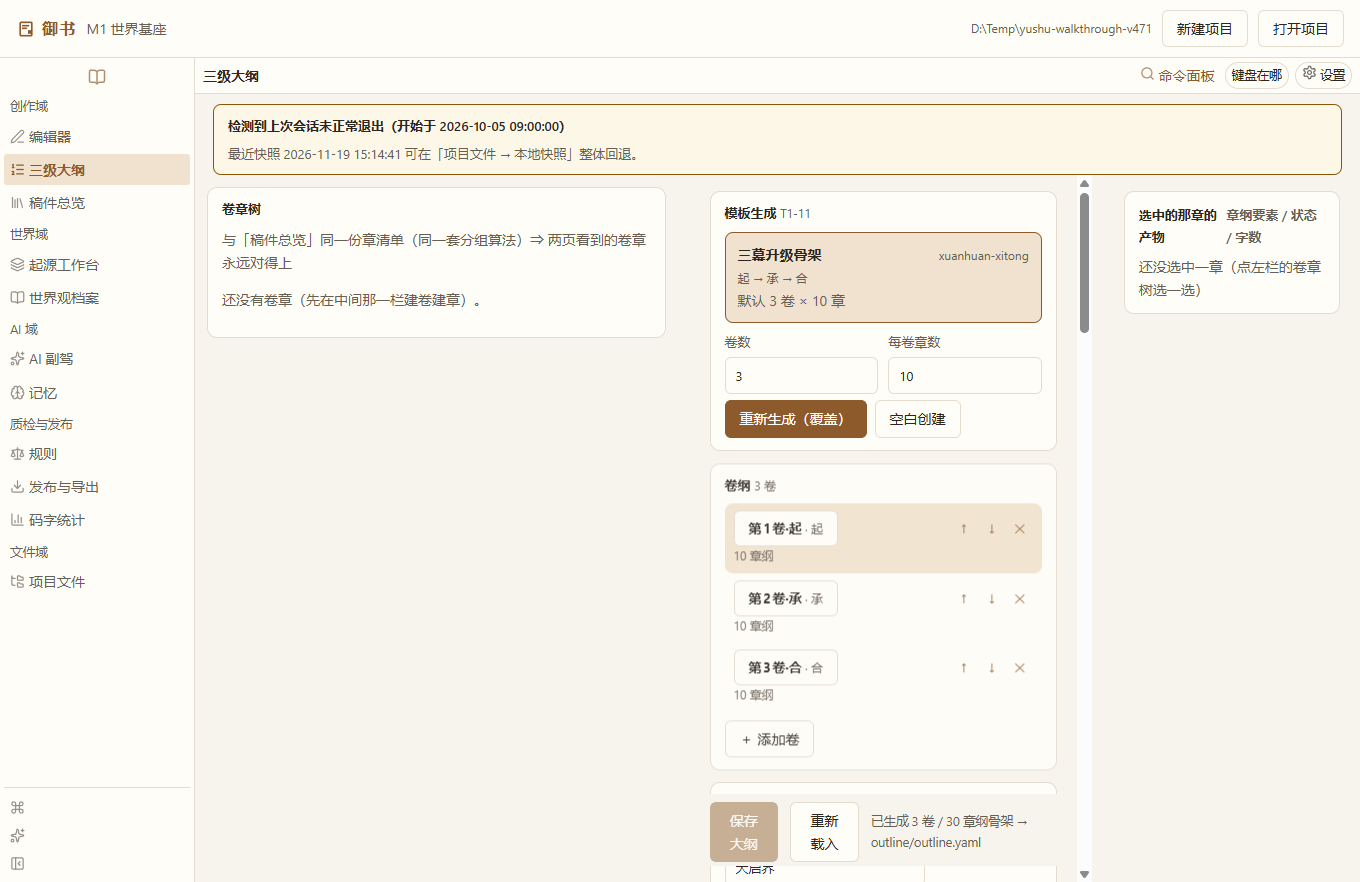 御书 M1 世界基座
D:\Temp\yushu-walkthrough-v471
新建项目
打开项目
三级大纲
命令面板
键盘在哪
设置
创作域
编辑器
三级大纲
稿件总览
世界域
起源工作台
世界观档案
AI 域
AI 副驾
记忆
质检与发布
规则
发布与导出
码字统计
文件域
项目文件
检测到上次会话未正常退出（开始于 2026-10-05 09:00:00）
最近快照 2026-11-19 15:14:41 可在「项目文件 → 本地快照」整体回退。
卷章树
与「稿件总览」同一份章清单（同一套分组算法）⇒ 两页看到的卷章
永远对得上
还没有卷章（先在中间那一栏建卷建章）。
模板生成 T1-11
三幕升级骨架 xuanhuan-xitong
起 → 承 → 合
默认 3 卷 × 10 章
卷数 每卷章数
3 10
重新生成（覆盖） 空白创建
卷纲 3 卷
第1卷·起 · 起 ↑ ↓ ×
10 章纲
第2卷·承 · 承 ↑ ↓ ×
10 章纲
第3卷·合 · 合 ↑ ↓ ×
10 章纲
+ 添加卷
保存
大纲
重新
载入
已生成 3 卷 / 30 章纲骨架 →
outline/outline.yaml
选中的那章的
产物
章纲要素 / 状态
/ 字数
还没选中一章（点左栏的卷章
树选一选）